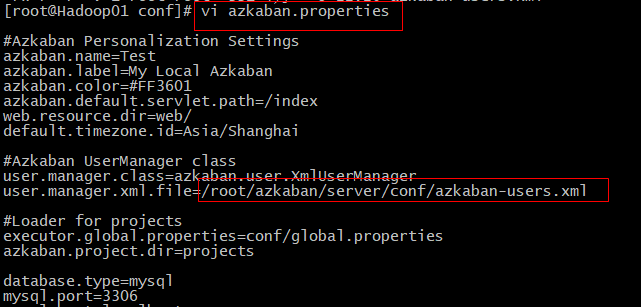 [root@Hadoop01 conf]# vi azkaban.properties
#Azkaban Personalization Settings
azkaban.name=Test
azkaban.label=My Local Azkaban
azkaban.color=#FF3601
azkaban.default.servlet.path=/index
web.resource.dir=web/
default.timezone.id=Asia/Shanghai
#Azkaban UserManager class
user.manager.class=azkaban.user.XmlUserManager
user.manager.xml.file=/root/azkaban/server/conf/azkaban-users.xml
#Loader for projects
executor.global.properties=conf/global.properties
azkaban.project.dir=projects
database.type=mysql
mysql.port=3306